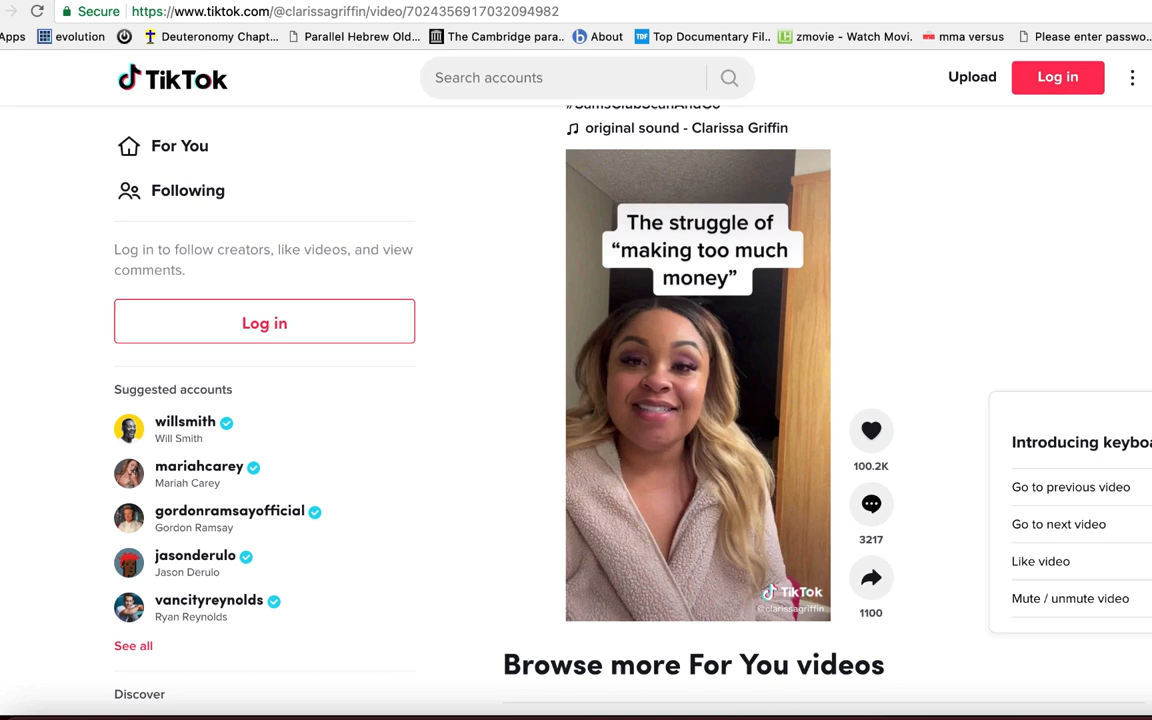 Secure
https://www.tiktok.com/@clarissagriffin/video/7024356917032094982
Apps
evolution
Deuteronomy Chapt...
Parallel Hebrew Old...
The Cambridge para..
About
Top Documentary Fil..
zmovie - Watch Movi.
mma versus
Please enter passwo..
TikTok
Search accounts
Upload
Log in
For You
Following
Log in to follow creators, like videos, and view
comments.
Log in
Suggested accounts
willsmith
Will Smith
mariahcarey
Mariah Carey
gordonramsayofficial
Gordon Ramsay
jasonderulo
Jason Derulo
vancityreynolds
Ryan Reynolds
See all
Discover
#SamsClubScanAndGo
original sound - Clarissa Griffin
The struggle of
“making too much
money”
TikTok
@clarissagriffin
100.2K
3217
1100
Browse more For You videos
Introducing keyboa
Go to previous video
Go to next video
Like video
Mute / unmute video